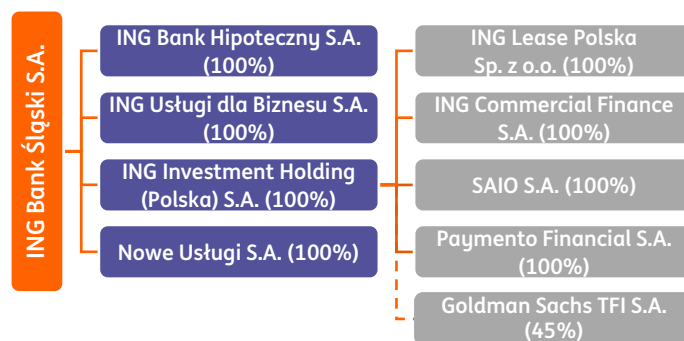 ING Bank Śląski S.A.
ING Bank Hipoteczny S.A.
(100%)
ING Usługi dla Biznesu S.A.
(100%)
ING Investment Holding
(Polska) S.A. (100%)
Nowe Usługi S.A. (100%)
ING Lease Polska
Sp. z o.o. (100%)
ING Commercial Finance
S.A. (100%)
SAIO S.A. (100%)
Paymento Financial S.A.
(100%)
Goldman Sachs TFI S.A.
(45%)